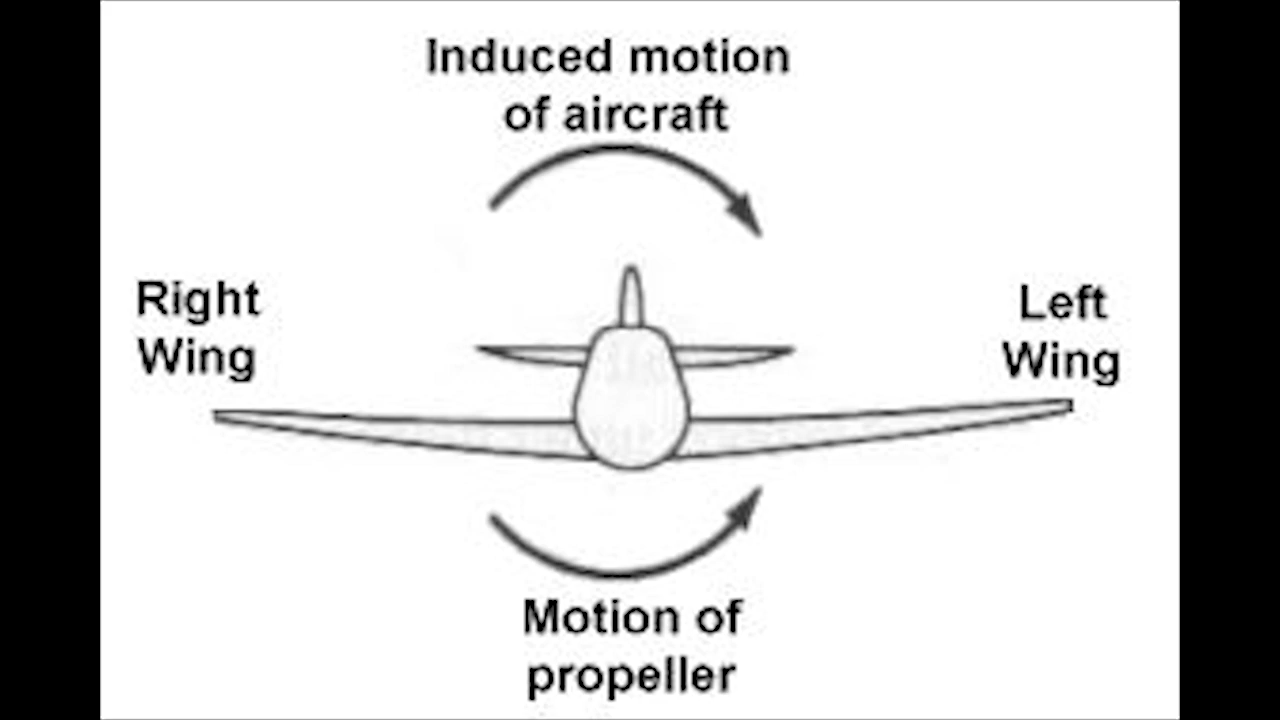 Induced motion
of aircraft
Right
Wing
Left
Wing
Motion of
propeller